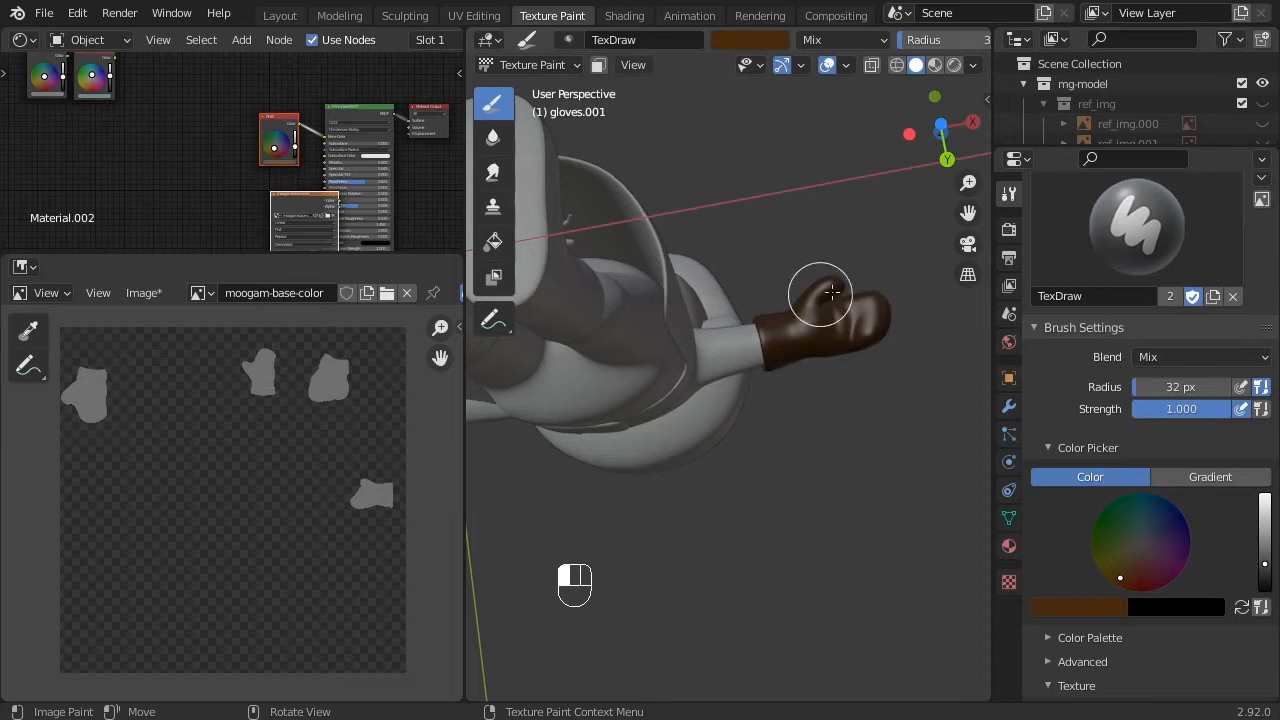 File Edit Render Window Help
Layout Modeling Sculpting UV Editing Texture Paint Shading Animation Rendering Compositing
Scene
View Layer
Object View Select Add Node Use Nodes Slot 1
TexDraw Mix Radius 3
Texture Paint View
User Perspective
(1) gloves.001
X
Y
Scene Collection
mg-model
ref_img
ref_img.000
Material.002
View View Image* moogam-base-color
TexDraw 2
Brush Settings
Blend Mix
Radius 32 px
Strength 1.000
Color Picker
Color Gradient
Color Palette
Advanced
Texture
Image Paint Move Rotate View Texture Paint Context Menu 2.92.0